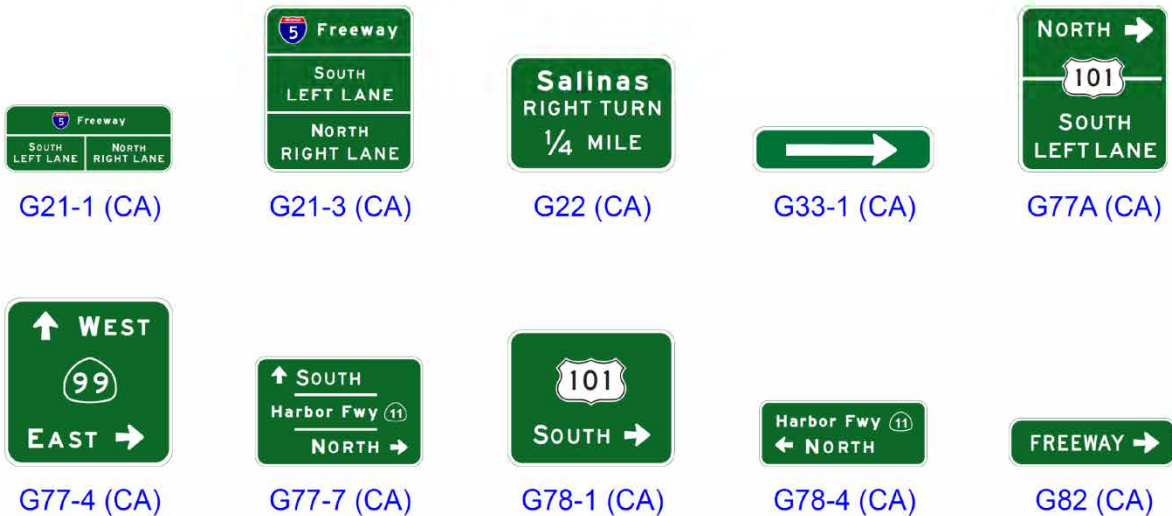 5 Freeway
SOUTH
LEFT LANE
NORTH
RIGHT LANE
G21-1 (CA)
5 Freeway
SOUTH
LEFT LANE
NORTH
RIGHT LANE
G21-3 (CA)
Salinas
RIGHT TURN
1/4 MILE
G22 (CA)
G33-1 (CA)
NORTH
101
SOUTH
LEFT LANE
G77A (CA)
WEST
99
EAST
G77-4 (CA)
SOUTH
Harbor Fwy 11
NORTH
G77-7 (CA)
101
SOUTH
G78-1 (CA)
Harbor Fwy 11
NORTH
G78-4 (CA)
FREEWAY
G82 (CA)